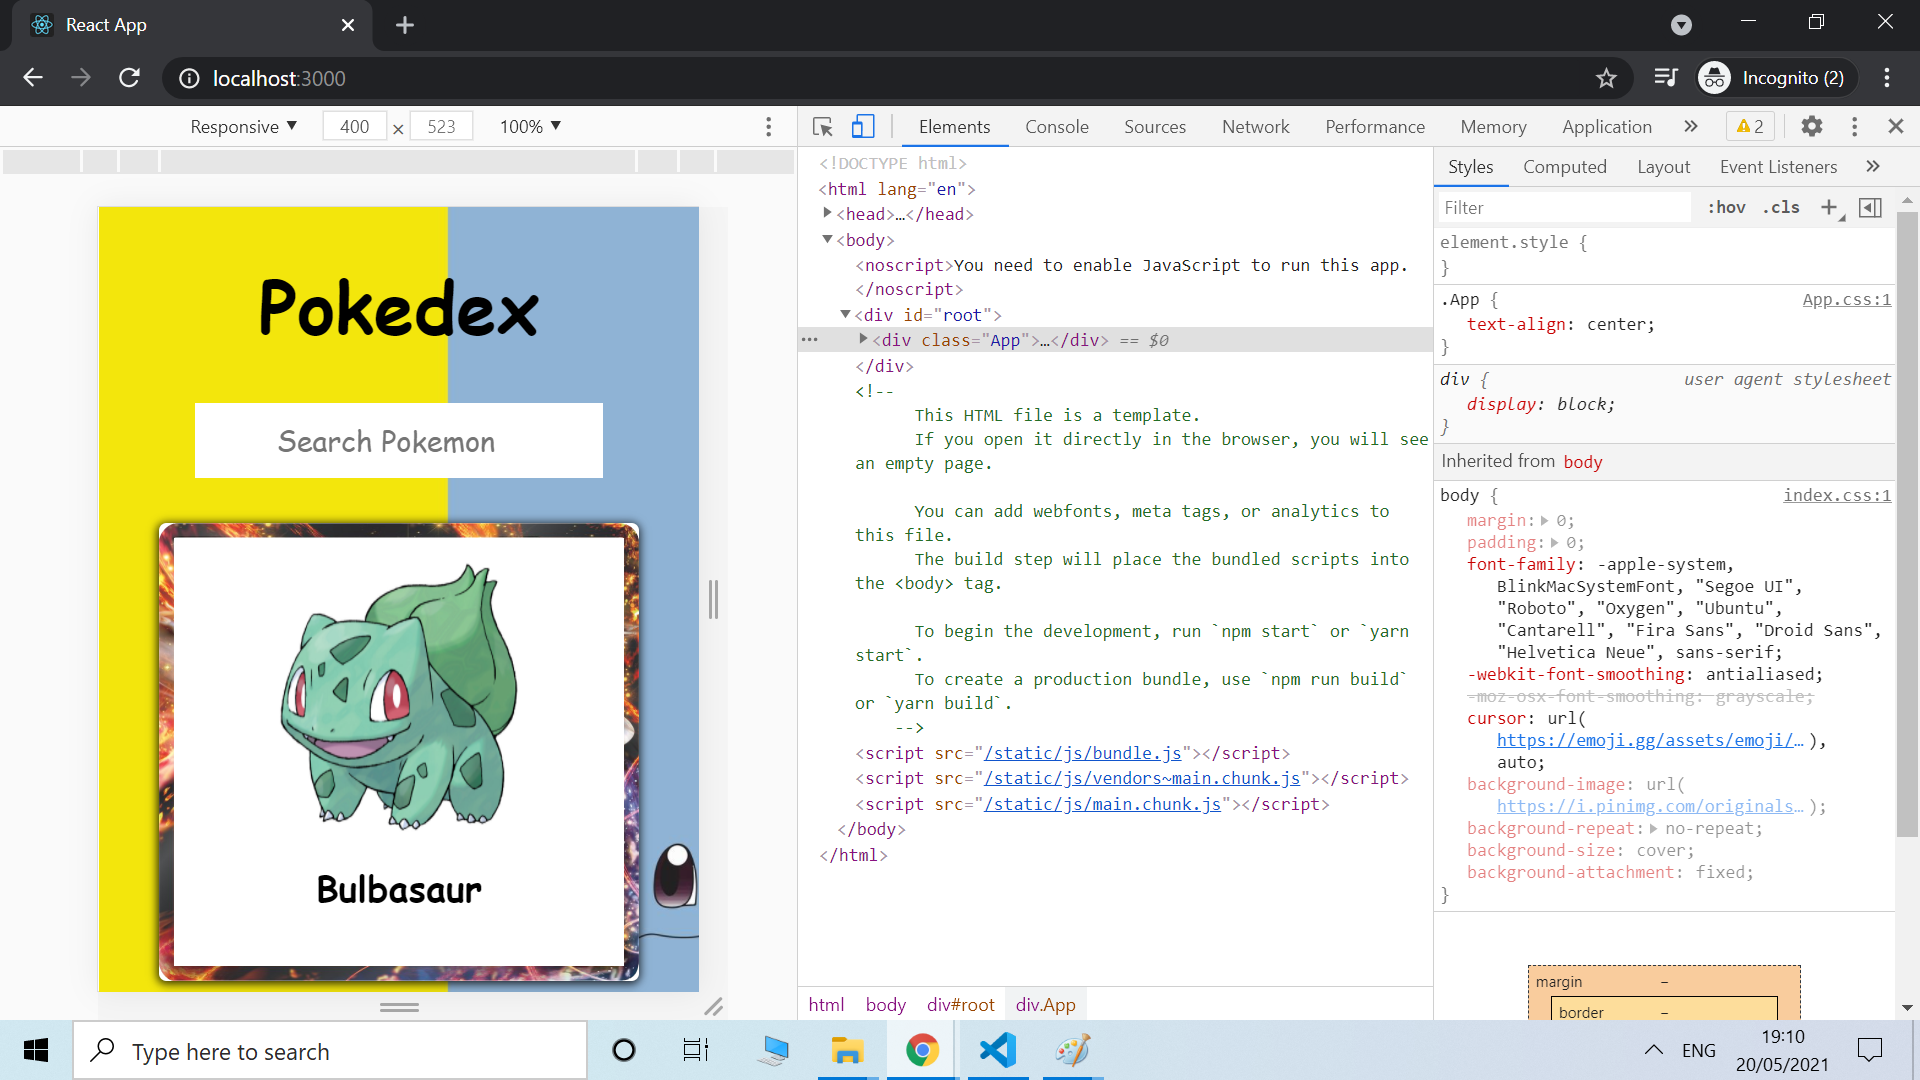 React App
localhost:3000
Incognito (2)
Responsive 400 × 523 100%
Elements Console Sources Network Performance Memory Application 2
Pokedex
Search Pokemon
Bulbasaur
<!DOCTYPE html>
<html lang="en">
<head>…</head>
<body>
<noscript>You need to enable JavaScript to run this app.
</noscript>
<div id="root">
<div class="App">…</div> == $0
</div>
<!--
This HTML file is a template.
If you open it directly in the browser, you will see
an empty page.
You can add webfonts, meta tags, or analytics to
this file.
The build step will place the bundled scripts into
the <body> tag.
To begin the development, run `npm start` or `yarn
start`.
To create a production bundle, use `npm run build`
or `yarn build`.
-->
<script src="/static/js/bundle.js"></script>
<script src="/static/js/vendors~main.chunk.js"></script>
<script src="/static/js/main.chunk.js"></script>
</body>
</html>
html body div#root div.App
Styles Computed Layout Event Listeners
Filter :hov .cls
element.style {
}
.App { App.css:1
text-align: center;
}
div { user agent stylesheet
display: block;
}
Inherited from body
body { index.css:1
margin: 0;
padding: 0;
font-family: -apple-system,
BlinkMacSystemFont, "Segoe UI",
"Roboto", "Oxygen", "Ubuntu",
"Cantarell", "Fira Sans", "Droid Sans",
"Helvetica Neue", sans-serif;
-webkit-font-smoothing: antialiased;
-moz-osx-font-smoothing: grayscale;
cursor: url(
https://emoji.gg/assets/emoji/…),
auto;
background-image: url(
https://i.pinimg.com/originals…);
background-repeat: no-repeat;
background-size: cover;
background-attachment: fixed;
}
margin –
border –
Type here to search
ENG
19:10
20/05/2021